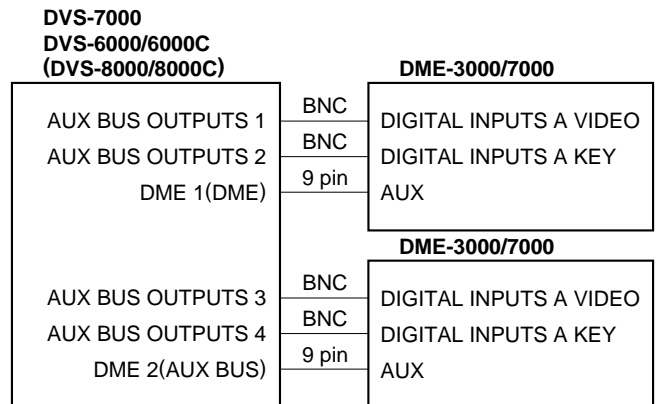 DVS-7000
DVS-6000/6000C
(DVS-8000/8000C)
DME-3000/7000
AUX BUS OUTPUTS 1
BNC
DIGITAL INPUTS A VIDEO
AUX BUS OUTPUTS 2
BNC
DIGITAL INPUTS A KEY
DME 1(DME)
9 pin
AUX
DME-3000/7000
AUX BUS OUTPUTS 3
BNC
DIGITAL INPUTS A VIDEO
AUX BUS OUTPUTS 4
BNC
DIGITAL INPUTS A KEY
DME 2(AUX BUS)
9 pin
AUX